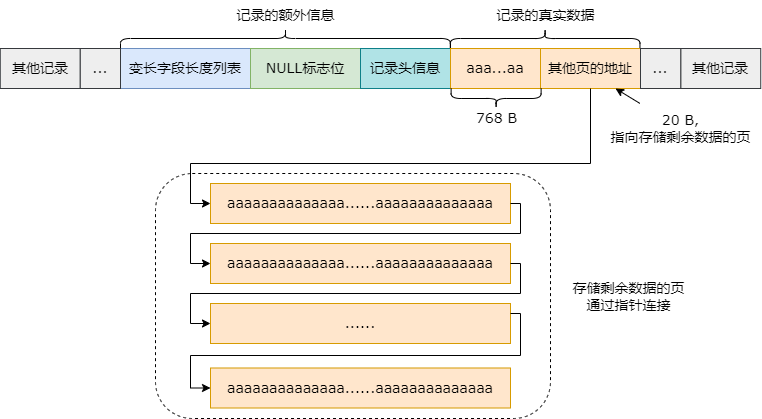 记录的额外信息
记录的真实数据
其他记录
...
变长字段长度列表
NULL标志位
记录头信息
aaa...aa
其他页的地址
...
其他记录
768 B
20 B,
指向存储剩余数据的页
aaaaaaaaaaaaaa......aaaaaaaaaaaaaa
aaaaaaaaaaaaaa......aaaaaaaaaaaaaa
存储剩余数据的页
通过指针连接
......
aaaaaaaaaaaaaa......aaaaaaaaaaaaaa